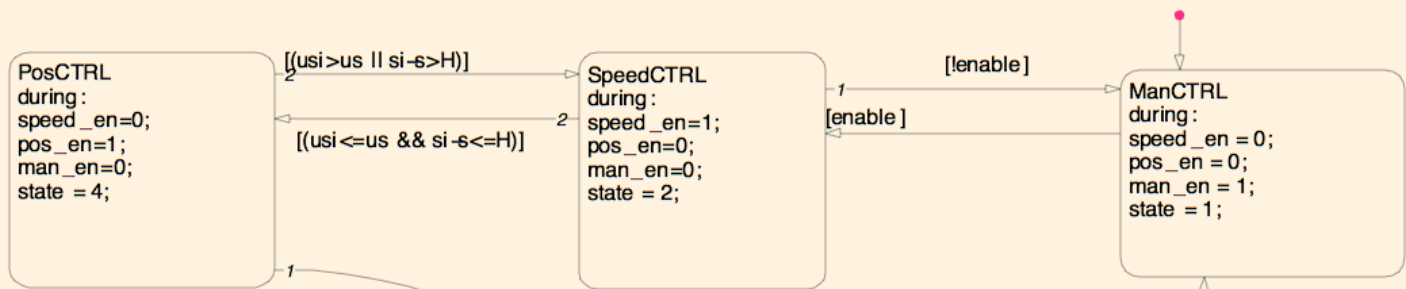 PosCTRL
during:
speed_en=0;
pos_en=1;
man_en=0;
state = 4;
1
[(usi>us || si-s>H)]
2
2
[(usi<=us && si-s<=H)]
SpeedCTRL
during:
speed_en=1;
pos_en=0;
man_en=0;
state = 2;
[!enable]
1
[enable]
ManCTRL
during:
speed_en = 0;
pos_en = 0;
man_en = 1;
state = 1;